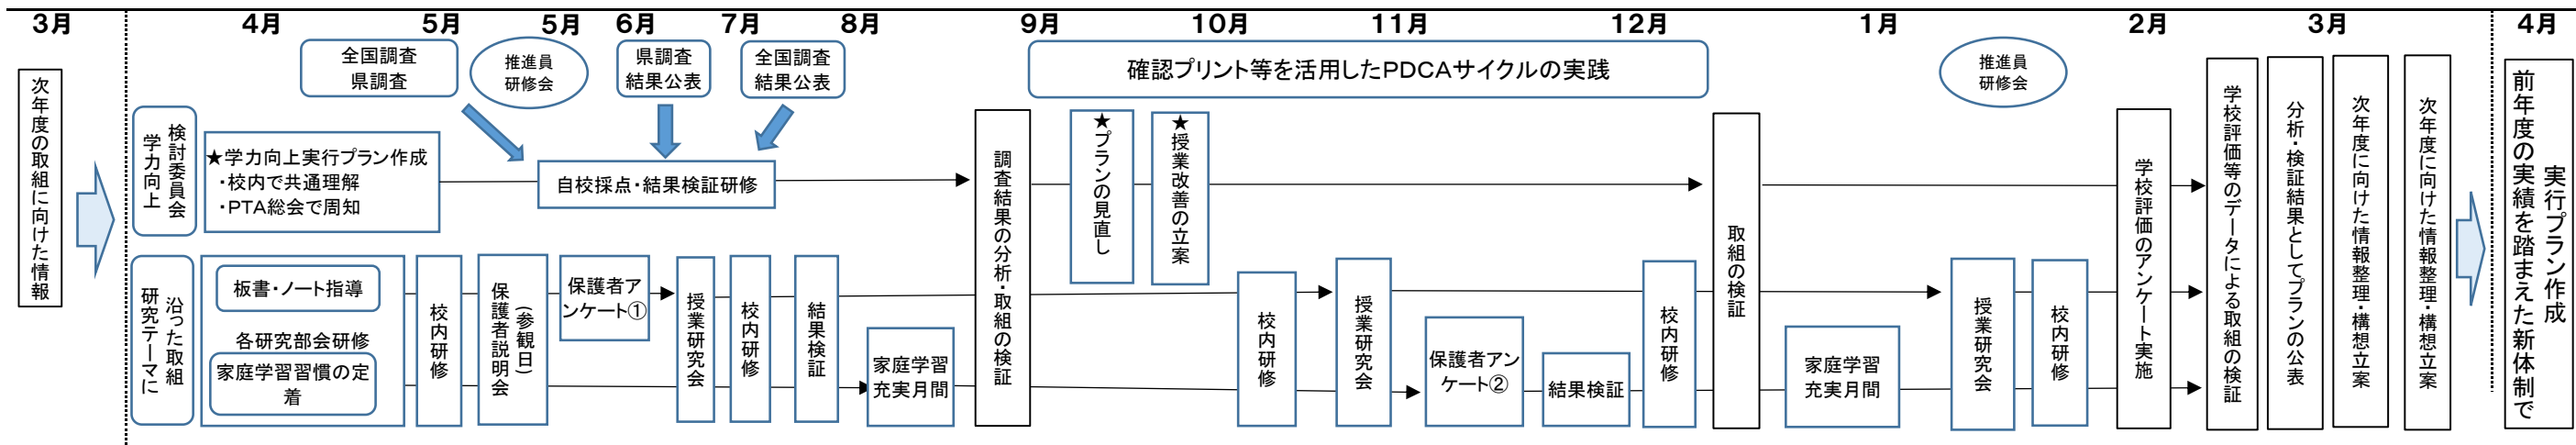 3月
4月
5月
5月
6月
7月
8月
9月
10月
11月
12月
1月
2月
3月
4月
次年度の取組に向けた情報
全国調査
県調査
推進員
研修会
県調査
結果公表
全国調査
結果公表
確認プリント等を活用したPDCAサイクルの実践
推進員
研修会
検討委員会
学力向上
★学力向上実行プラン作成
・校内で共通理解
・PTA総会で周知
自校採点・結果検証研修
調査結果の分析・取組の検証
★プランの見直し
★授業改善の立案
取組の検証
学校評価のアンケート実施
学校評価等のデータによる取組の検証
分析・検証結果としてプランの公表
次年度に向けた情報整理・構想立案
次年度に向けた情報整理・構想立案
実行プラン作成
前年度の実績を踏まえた新体制で
沿った取組
研究テーマに
板書・ノート指導
各研究部会研修
家庭学習習慣の定
着
校内研修
(参観日)
保護者説明会
保護者ア
ンケート①
授業研究会
校内研修
結果検証
家庭学習
充実月間
校内研修
授業研究会
保護者アン
ケート②
結果検証
校内研修
家庭学習
充実月間
授業研究会
校内研修